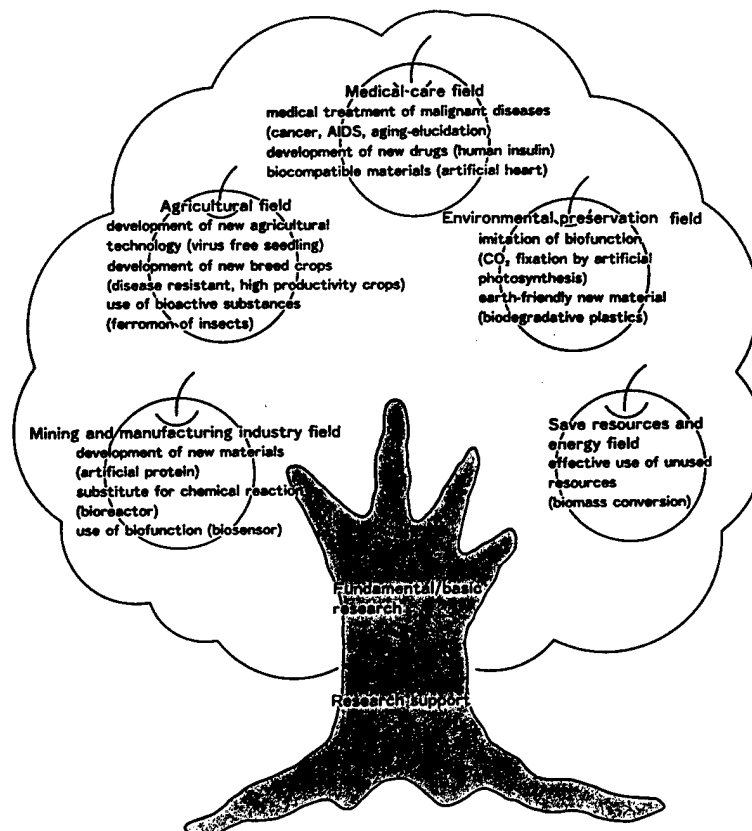 Medical-care field
medical treatment of malignant diseases
(cancer, AIDS, aging-elucidation)
development of new drugs (human insulin)
biocompatible materials (artificial heart)
Agricultural field
development of new agricultural
technology (virus free seedling)
development of new breed crops
(disease resistant, high productivity crops)
use of bioactive substances
(ferromon of insects)
Environmental preservation field
imitation of biofunction
(CO₂ fixation by artificial
photosynthesis)
earth-friendly new material
(biodegradative plastics)
Mining and manufacturing industry field
development of new materials
(artificial protein)
substitute for chemical reaction
(bioreactor)
use of biofunction (biosensor)
Save resources and
energy field
effective use of unused
resources
(biomass conversion)
Fundamental/basic
research
Research support